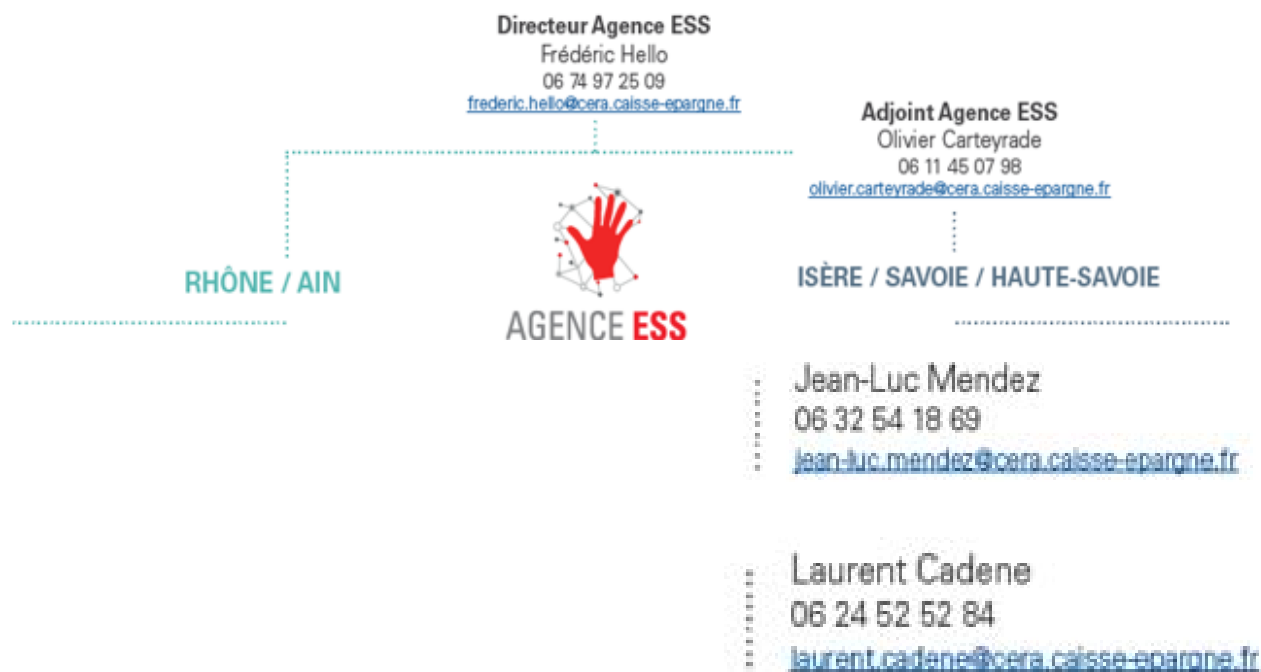 Directeur Agence ESS
Frédéric Hello
06 74 97 25 09
frederic.hello@cera.caisse-epargne.fr
Adjoint Agence ESS
Olivier Carteyrade
06 11 45 07 98
olivier.carteyrade@cera.caisse-epargne.fr
RHÔNE / AIN
AGENCE ESS
ISÈRE / SAVOIE / HAUTE-SAVOIE
Jean-Luc Mendez
06 32 54 18 69
jean-luc.mendez@cera.caisse-epargne.fr
Laurent Cadene
06 24 52 52 84
laurent.cadene@cera.caisse-epargne.fr